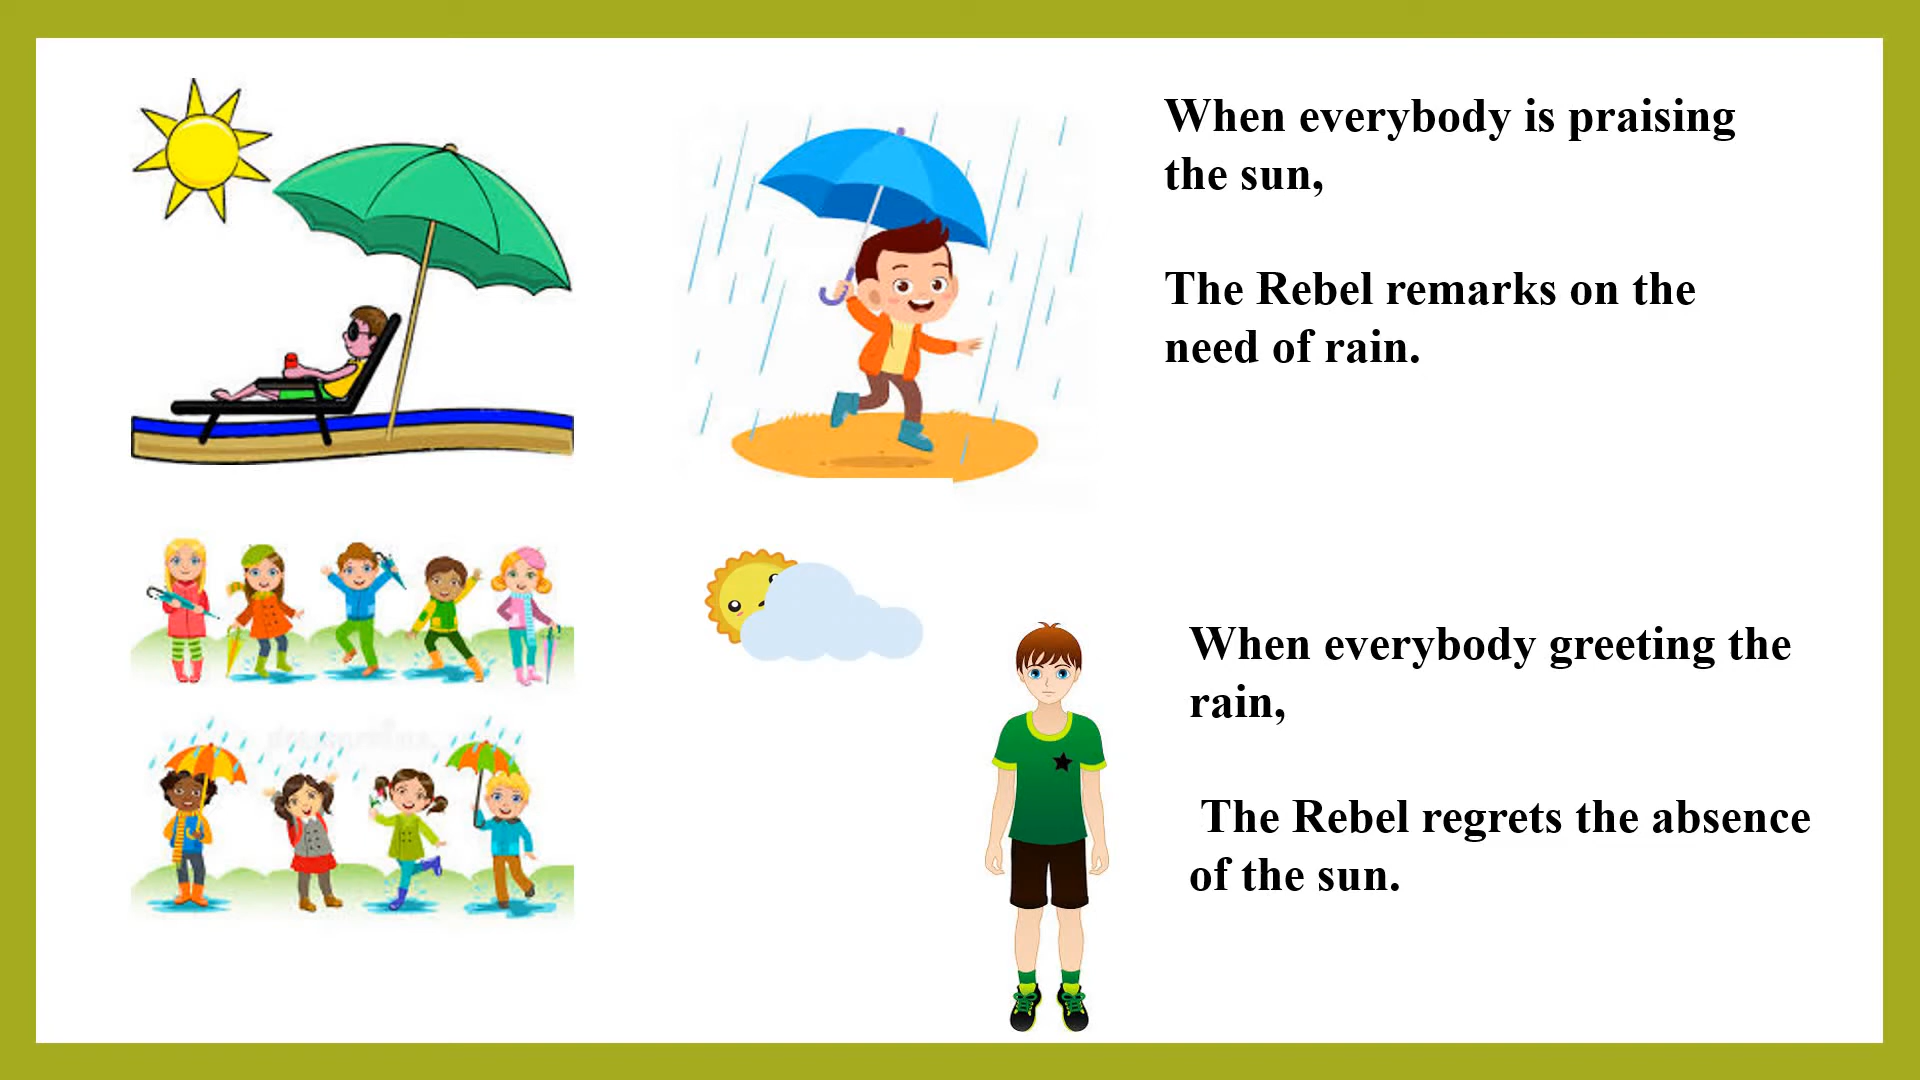 When everybody is praising
the sun,
The Rebel remarks on the
need of rain.
When everybody greeting the
rain,
The Rebel regrets the absence
of the sun.